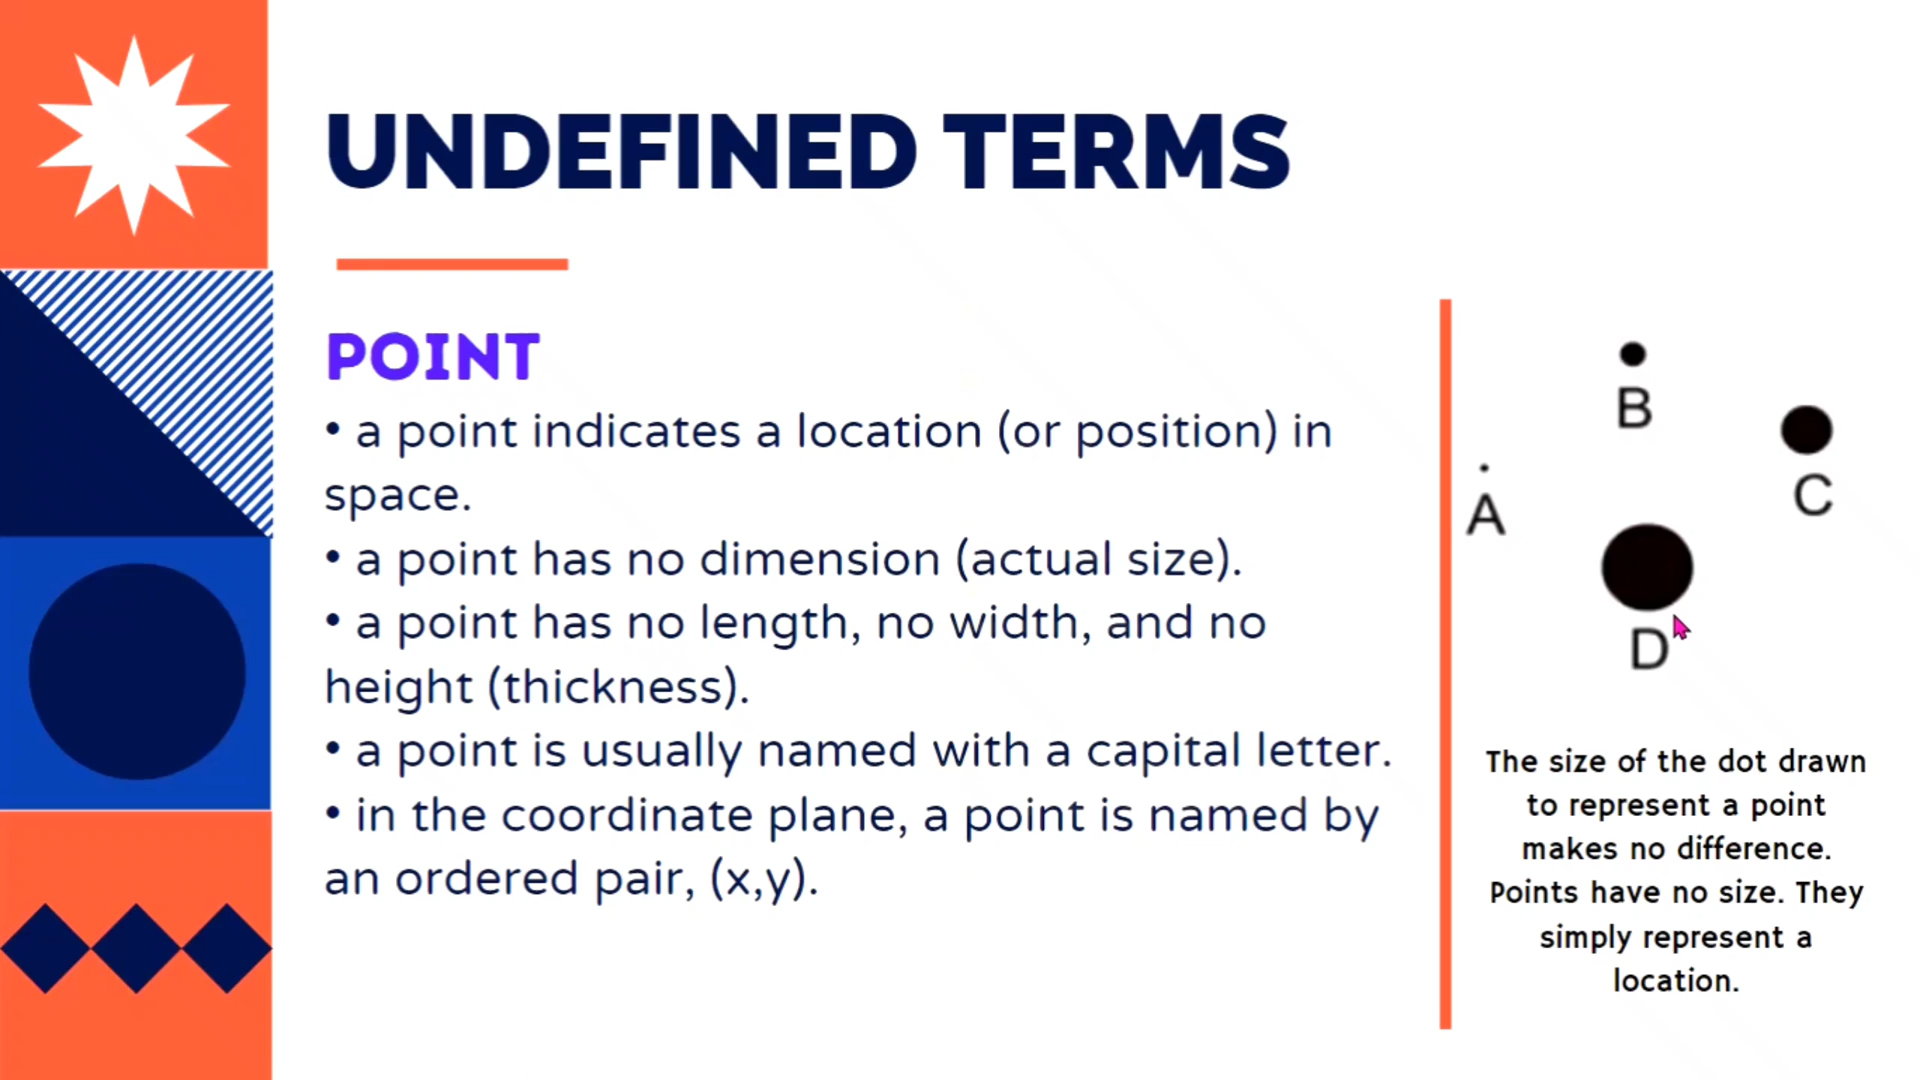 UNDEFINED TERMS
POINT
• a point indicates a location (or position) in
space.
• a point has no dimension (actual size).
• a point has no length, no width, and no
height (thickness).
• a point is usually named with a capital letter.
• in the coordinate plane, a point is named by
an ordered pair, (x,y).
B
C
A
D
The size of the dot drawn
to represent a point
makes no difference.
Points have no size. They
simply represent a
location.